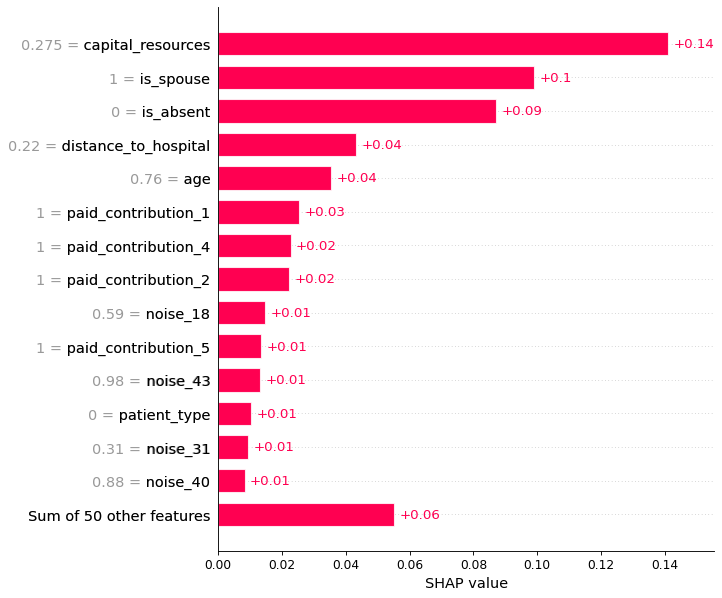 0.275 = capital_resources +0.14
1 = is_spouse +0.1
0 = is_absent +0.09
0.22 = distance_to_hospital +0.04
0.76 = age +0.04
1 = paid_contribution_1 +0.03
1 = paid_contribution_4 +0.02
1 = paid_contribution_2 +0.02
0.59 = noise_18 +0.01
1 = paid_contribution_5 +0.01
0.98 = noise_43 +0.01
0 = patient_type +0.01
0.31 = noise_31 +0.01
0.88 = noise_40 +0.01
Sum of 50 other features +0.06
0.00 0.02 0.04 0.06 0.08 0.10 0.12 0.14
SHAP value